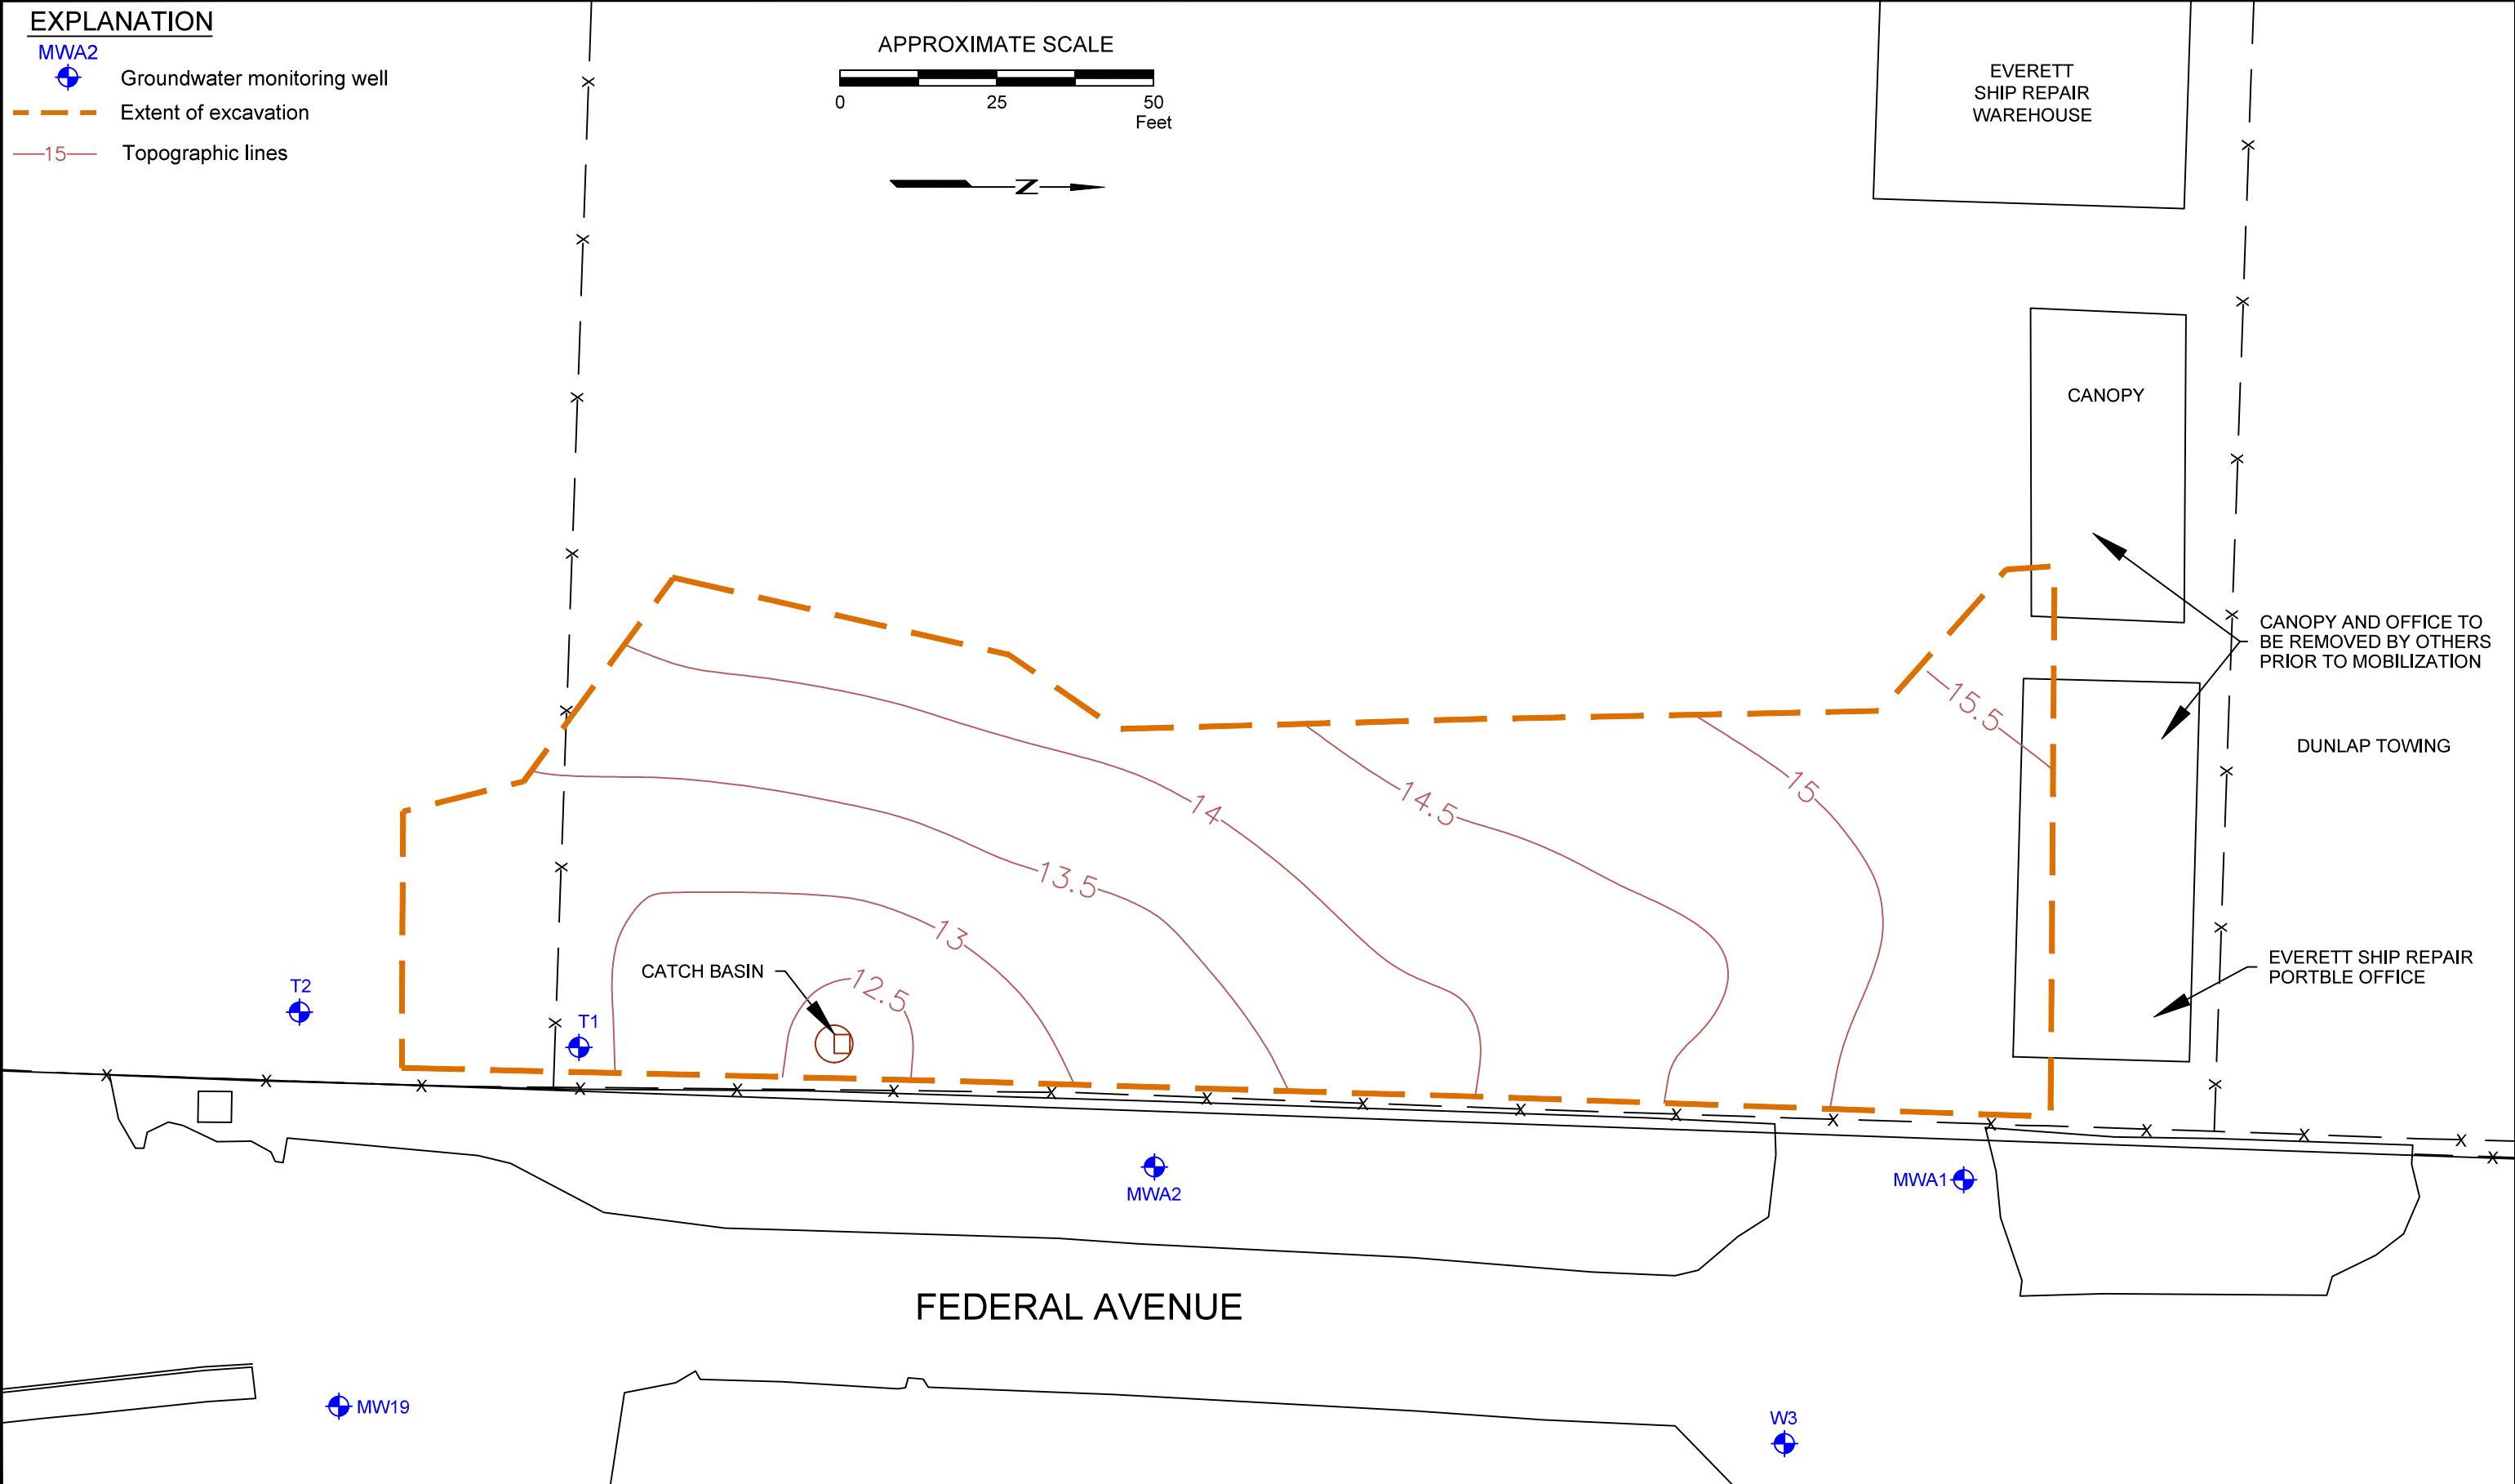 EXPLANATION
MWA2
Groundwater monitoring well
Extent of excavation
15
Topographic lines
APPROXIMATE SCALE
0 25 50
Feet
N
EVERETT
SHIP REPAIR
WAREHOUSE
CANOPY
CANOPY AND OFFICE TO
BE REMOVED BY OTHERS
PRIOR TO MOBILIZATION
15.5
DUNLAP TOWING
15
14.5
14
13.5
13
12.5
CATCH BASIN
EVERETT SHIP REPAIR
PORTBLE OFFICE
T2
T1
MWA2
MWA1
FEDERAL AVENUE
MW19
W3